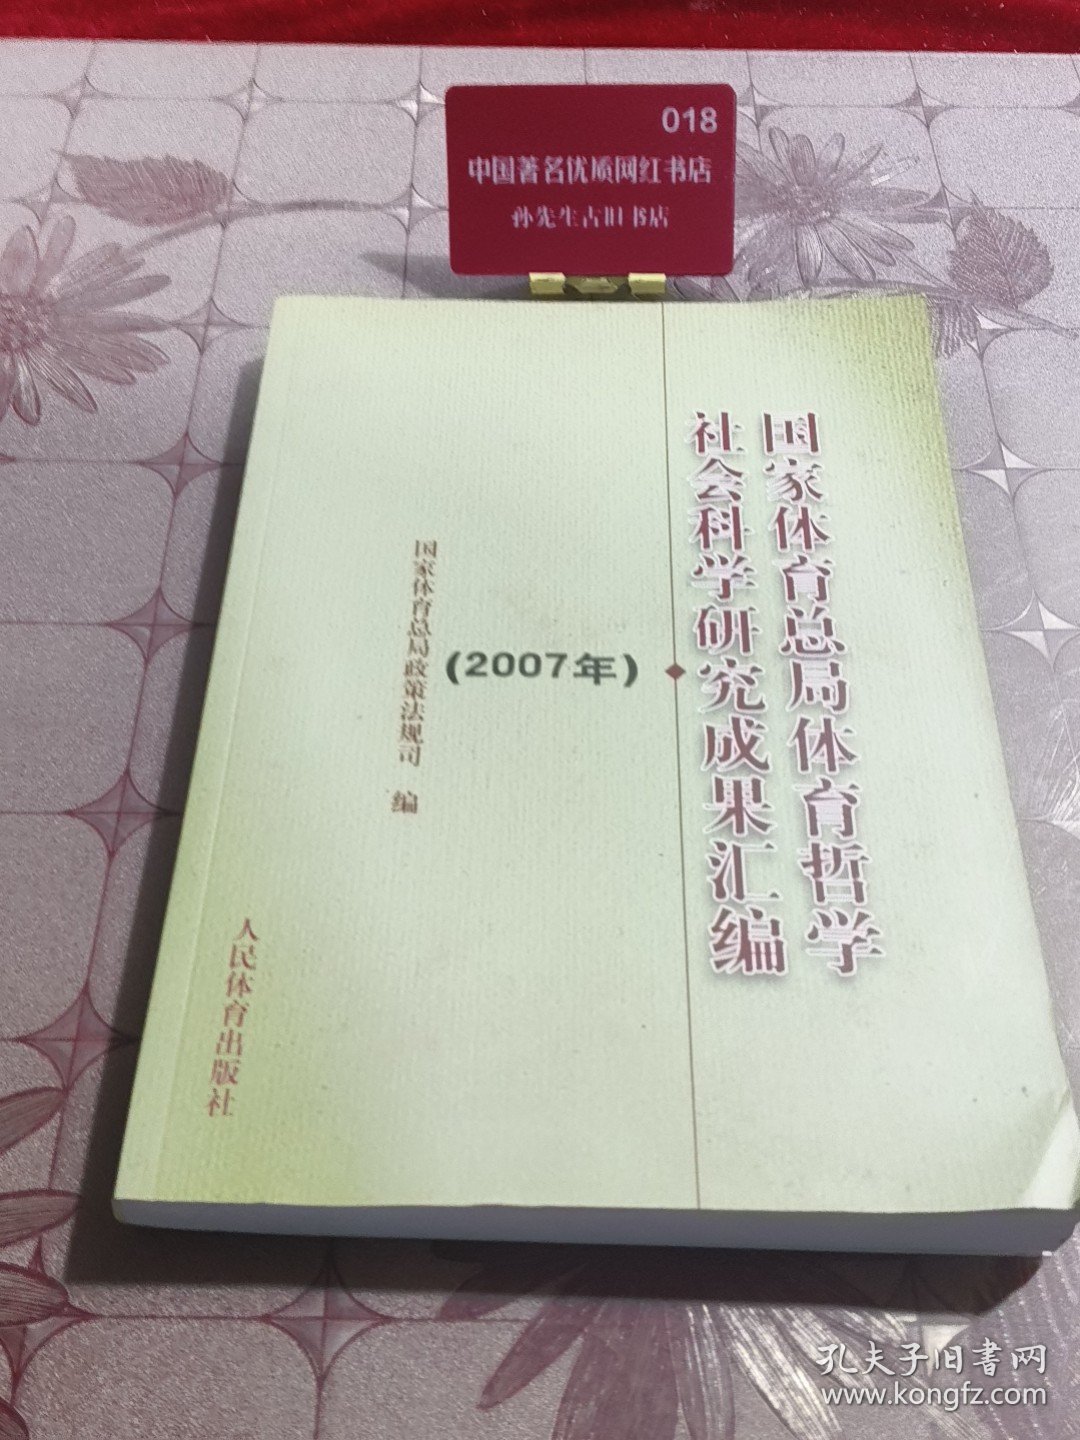 018
中国著名优质网红书店
孙先生古旧书店
国家体育总局体育哲学
社会科学研究成果汇编
(2007年)
国家体育总局政策法规司 编
人民体育出版社
孔夫子旧書网
www.kongfz.com